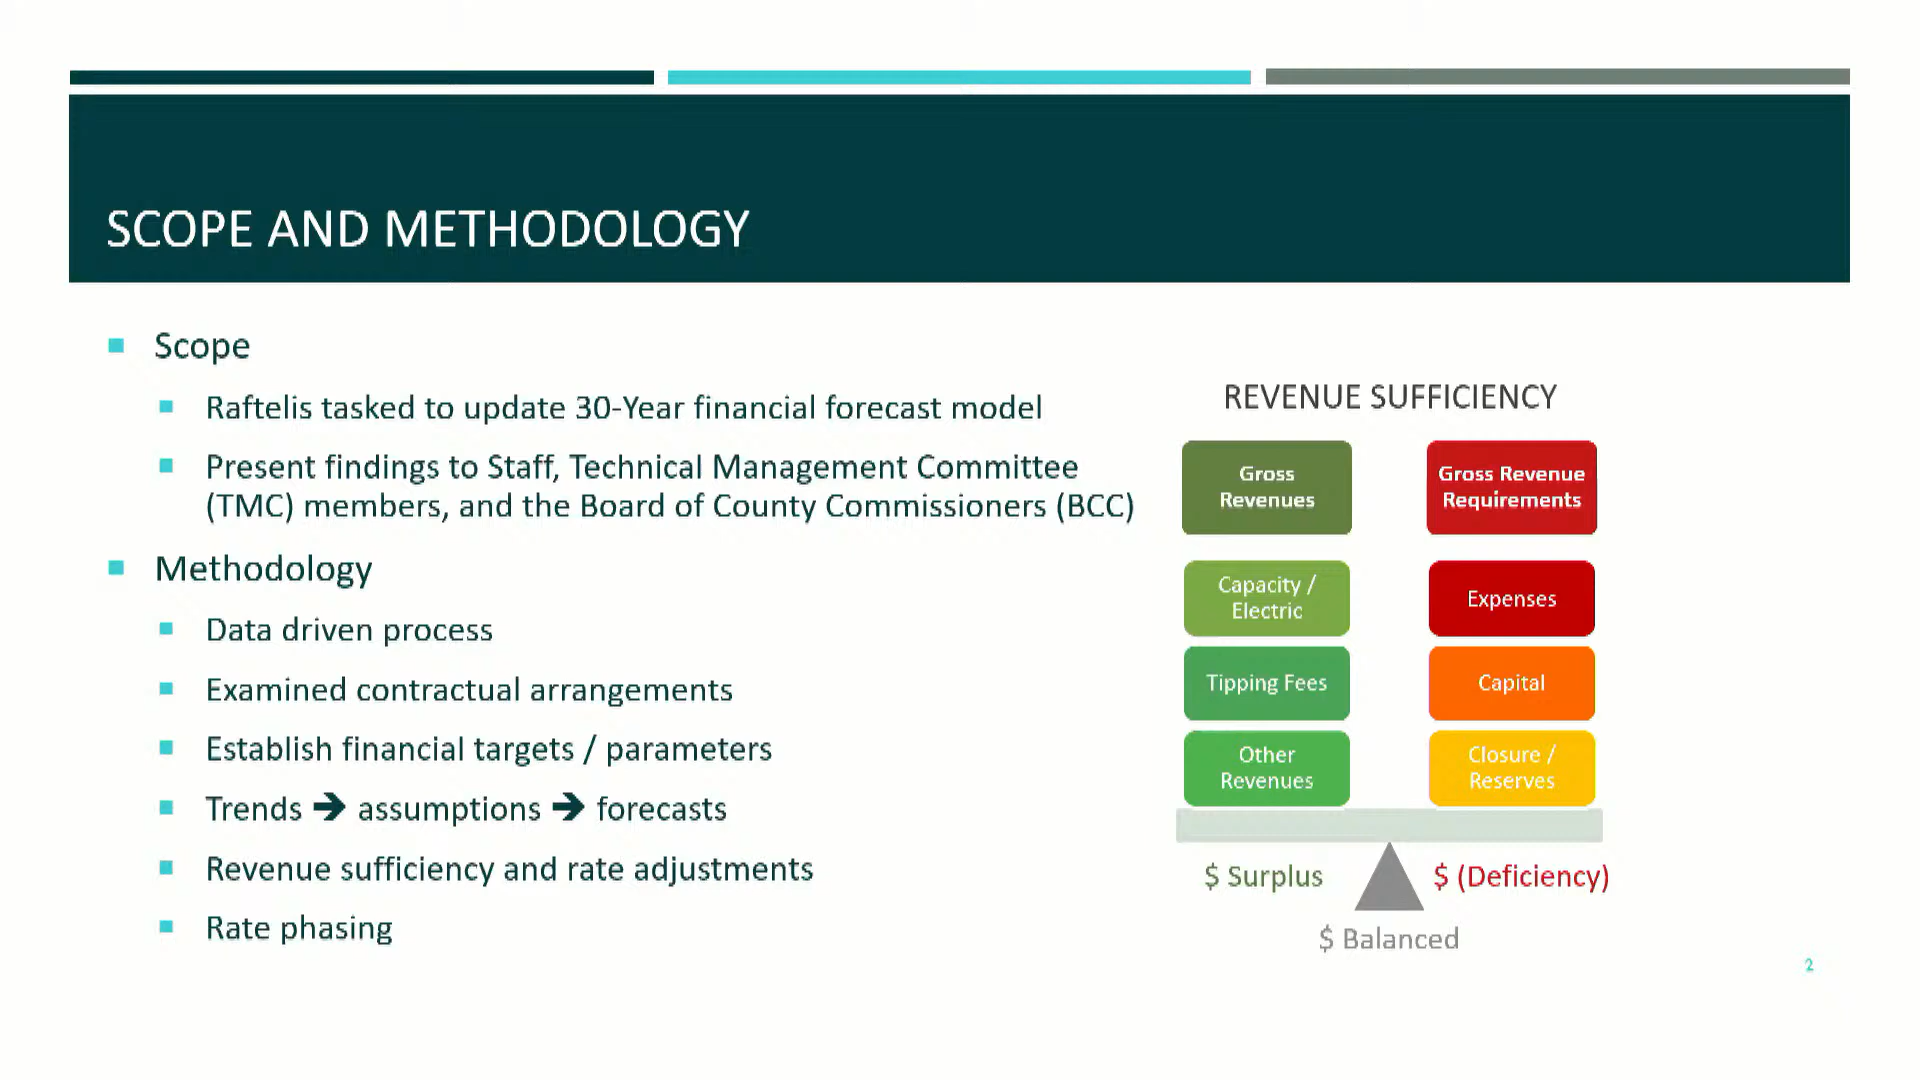 SCOPE AND METHODOLOGY
Scope
Raftelis tasked to update 30-Year financial forecast model
Present findings to Staff, Technical Management Committee
(TMC) members, and the Board of County Commissioners (BCC)
Methodology
Data driven process
Examined contractual arrangements
Establish financial targets / parameters
Trends ➔ assumptions ➔ forecasts
Revenue sufficiency and rate adjustments
Rate phasing
REVENUE SUFFICIENCY
Gross
Revenues
Gross Revenue
Requirements
Capacity /
Electric
Expenses
Tipping Fees
Capital
Other
Revenues
Closure /
Reserves
$ Surplus
$ (Deficiency)
$ Balanced
2